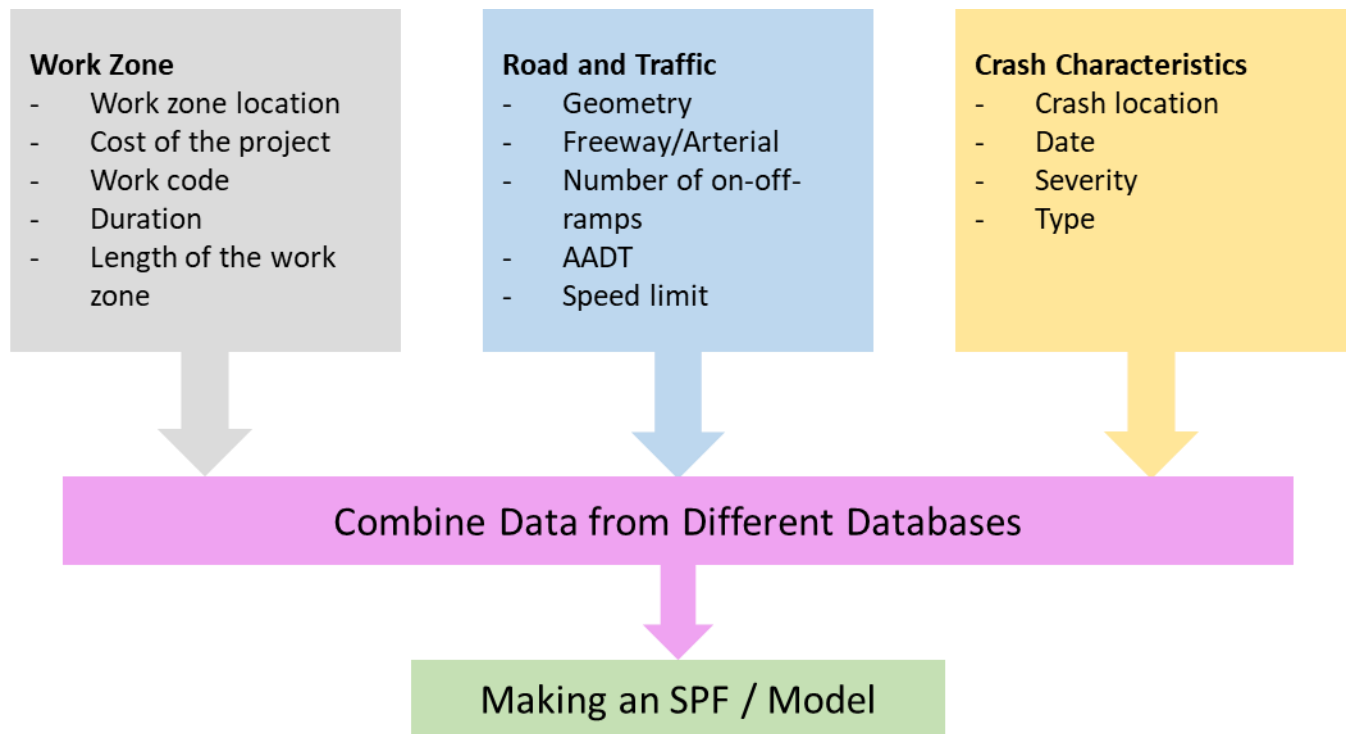 Work Zone
- Work zone location
- Cost of the project
- Work code
- Duration
- Length of the work
zone
Road and Traffic
- Geometry
- Freeway/Arterial
- Number of on-off-
ramps
- AADT
- Speed limit
Crash Characteristics
- Crash location
- Date
- Severity
- Type
Combine Data from Different Databases
Making an SPF / Model